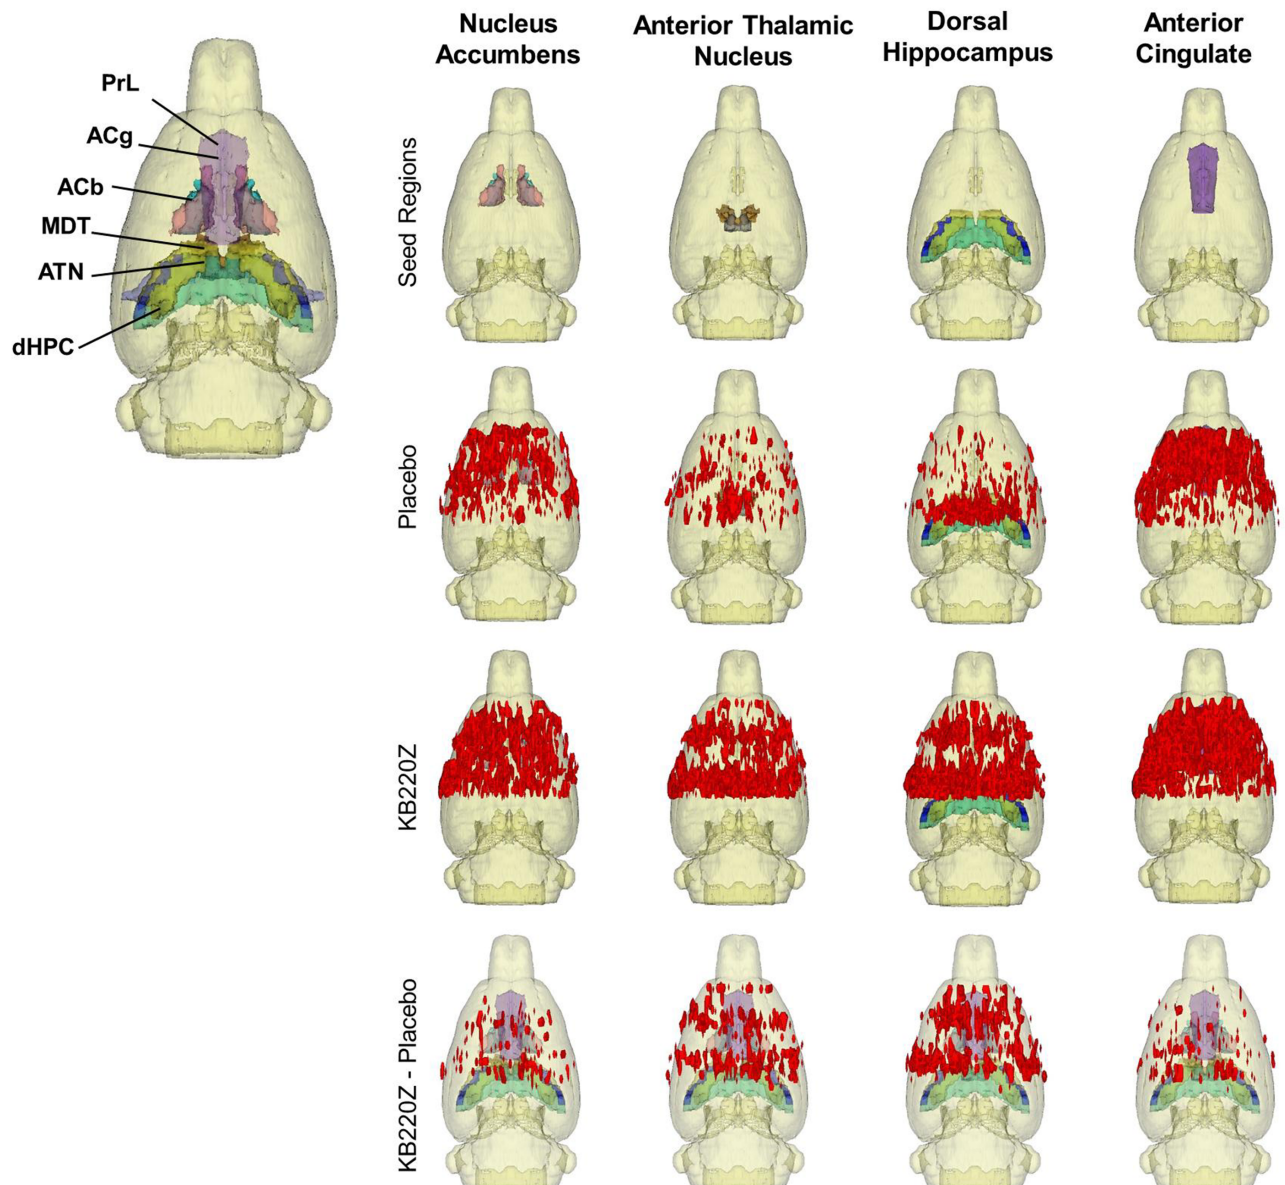 Nucleus
Accumbens
Anterior Thalamic
Nucleus
Dorsal
Hippocampus
Anterior
Cingulate
PrL
ACg
ACb
MDT
ATN
dHPC
Seed Regions
Placebo
KB220Z
KB220Z - Placebo